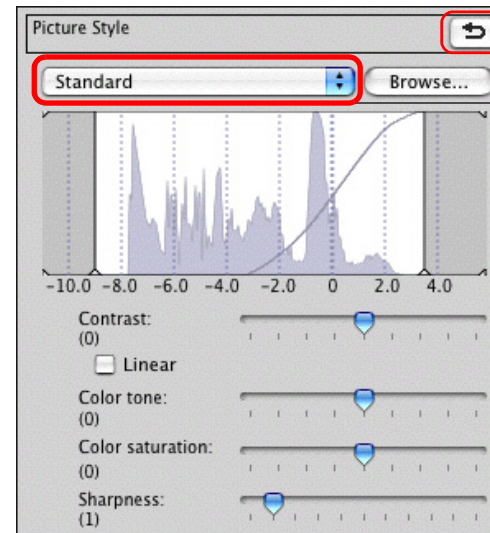 Picture Style
Standard
Browse...
-10.0 -8.0 -6.0 -4.0 -2.0 0 2.0 4.0
Contrast:
(0)
Linear
Color tone:
(0)
Color saturation:
(0)
Sharpness:
(1)